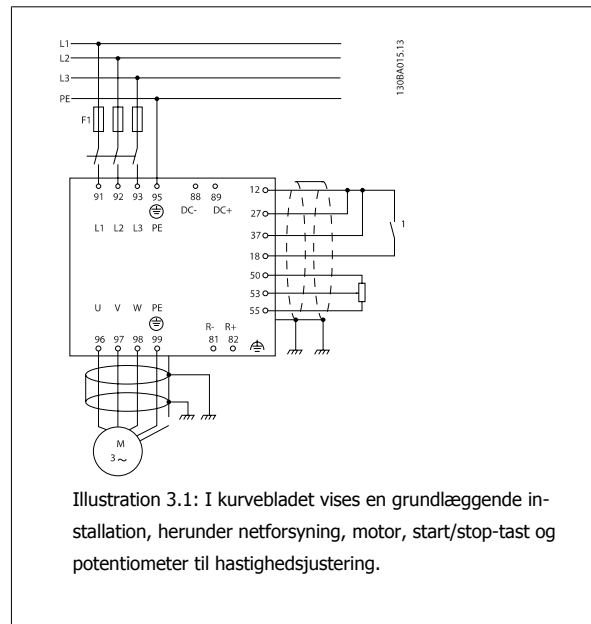 L1
L2
L3
PE
130BA015.13
F1
91 92 93 95 88 89
DC- DC+
L1 L2 L3 PE
12
27
37
18
50
53
55
1
U V W PE
96 97 98 99
R- R+
81 82
M
3 ~
Illustration 3.1: I kurvebladet vises en grundlæggende in-
stallation, herunder netforsyning, motor, start/stop-tast og
potentiometer til hastighedsjustering.